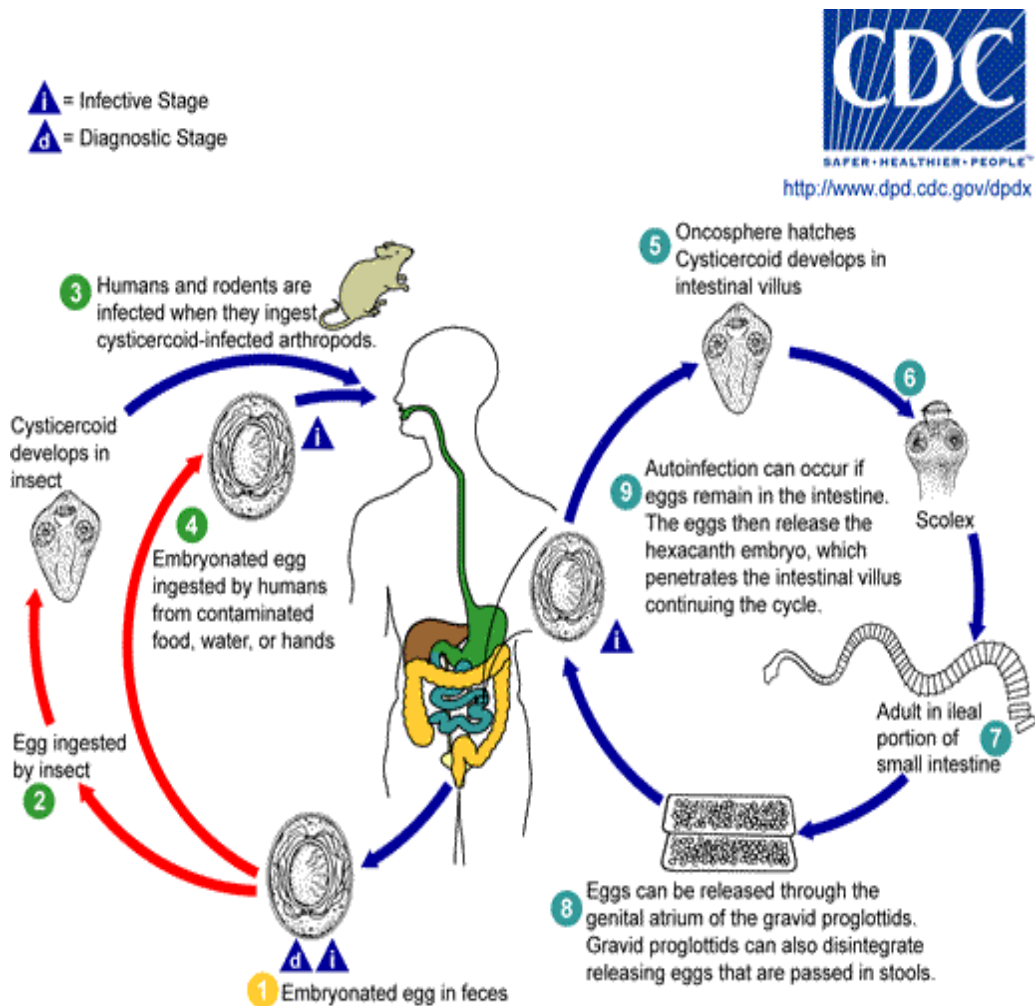 CDC
SAFER•HEALTHIER•PEOPLE™
http://www.dpd.cdc.gov/dpdx
i = Infective Stage
d = Diagnostic Stage
3 Humans and rodents are
infected when they ingest
cysticercoid-infected arthropods.
5 Oncosphere hatches
Cysticercoid develops in
intestinal villus
6
Scolex
Cysticercoid
develops in
insect
i
4
Embryonated egg
ingested by humans
from contaminated
food, water, or hands
9 Autoinfection can occur if
eggs remain in the intestine.
The eggs then release the
hexacanth embryo, which
penetrates the intestinal villus
continuing the cycle.
i
Egg ingested
by insect
2
Adult in ileal
portion of
small intestine
7
8 Eggs can be released through the
genital atrium of the gravid proglottids.
Gravid proglottids can also disintegrate
releasing eggs that are passed in stools.
d i
1 Embryonated egg in feces